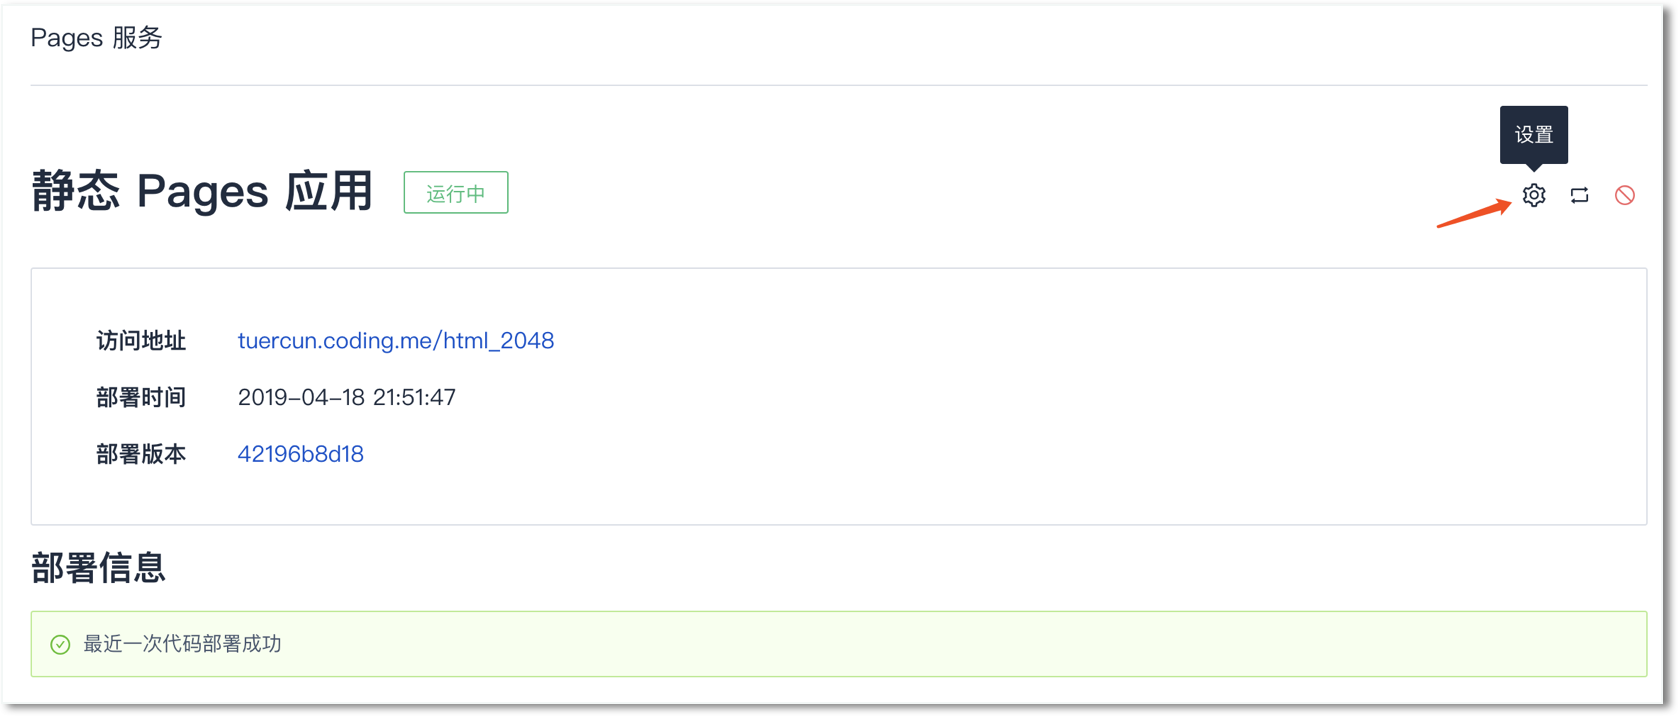 Pages 服务
设置
静态 Pages 应用 运行中
访问地址 tuercun.coding.me/html_2048
部署时间 2019-04-18 21:51:47
部署版本 42196b8d18
部署信息
最近一次代码部署成功